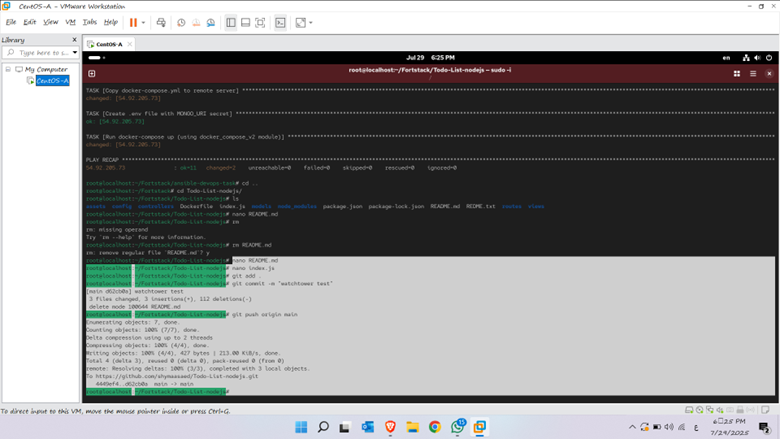 CentOS-A - VMware Workstation
File Edit View VM Tabs Help
Library
Type here to l...
My Computer
CentOS-A
CentOS-A
Jul 29 6:25 PM
en
root@localhost:~/Fortstack/Todo-List-nodejs — sudo -i
TASK [Copy docker-compose.yml to remote server] ****
changed: [54.92.205.73]
TASK [Create .env file with MONGO_URI secret] ****
ok: [54.92.205.73]
TASK [Run docker-compose up (using docker_compose_v2 module)] ****
changed: [54.92.205.73]
PLAY RECAP ****
54.92.205.73 : ok=12 changed=2 unreachable=0 failed=0 skipped=0 rescued=0 ignored=0
root@localhost:~/Fortstack/ansible-devops-task# cd ..
root@localhost:~/Fortstack# cd Todo-List-nodejs/
root@localhost:~/Fortstack/Todo-List-nodejs# ls
assets config controllers Dockerfile index.js models node_modules package.json package-lock.json README.md REDME.txt routes views
root@localhost:~/Fortstack/Todo-List-nodejs# nano README.md
root@localhost:~/Fortstack/Todo-List-nodejs# rm
rm: missing operand
Try 'rm --help' for more information.
root@localhost:~/Fortstack/Todo-List-nodejs# rm README.md
rm: remove regular file 'README.md'? y
root@localhost:~/Fortstack/Todo-List-nodejs# nano README.md
root@localhost:~/Fortstack/Todo-List-nodejs# nano index.js
root@localhost:~/Fortstack/Todo-List-nodejs# git add .
root@localhost:~/Fortstack/Todo-List-nodejs# git commit -m "watchtower test"
[main d62cb0s] watchtower test
3 files changed, 3 insertions(+), 112 deletions(-)
delete mode 100644 README.md
root@localhost:~/Fortstack/Todo-List-nodejs# git push origin main
Enumerating objects: 7, done.
Counting objects: 100% (7/7), done.
Delta compression using up to 2 threads
Compressing objects: 100% (4/4), done.
Writing objects: 100% (4/4), 427 bytes | 213.00 KiB/s, done.
Total 4 (delta 3), reused 0 (delta 0), pack-reused 0 (from 0)
remote: Resolving deltas: 100% (3/3), completed with 3 local objects.
To https://github.com/
4449ef4..d62cb0s main -> main
root@localhost:~/Fortstack/Todo-List-nodejs#
To direct input to this VM, move the mouse pointer inside or press Ctrl+G.
6:25 PM
7/29/2025